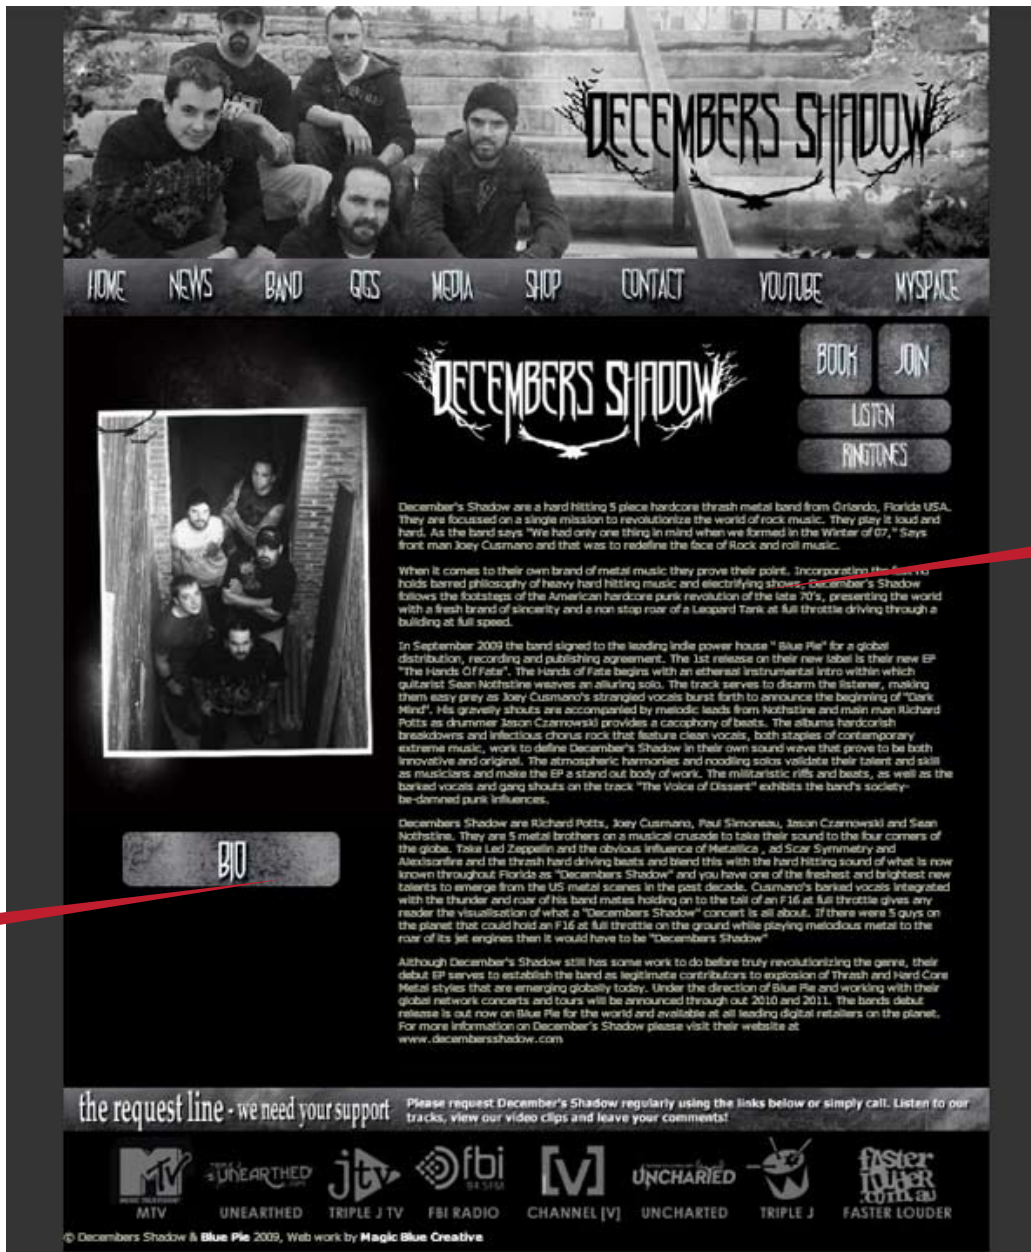 DECEMBERS SHADOW
HOME NEWS BAND GIGS MEDIA SHOP CONTACT YOUTUBE MYSPACE
DECEMBERS SHADOW
BOOK JOIN
LISTEN
RINGTONES
December's Shadow are a hard hitting 5 piece hardcore thrash metal band from Orlando, Florida USA.
They are focussed on a single mission to revolutionize the world of rock music. They play it loud and
hard. As the band says "We had only one thing in mind when we formed in the Winter of 07," Says
front man Joey Cusmano and that was to redefine the face of Rock and roll music.
When it comes to their own brand of metal music they prove their point. Incorporating the
holds barred philosophy of heavy hard hitting music and electrifying shows, December's Shadow
follows the footsteps of the American hardcore punk revolution of the late 70's, presenting the world
with a fresh brand of sincerity and a non stop roar of a Leopard Tank at full throttle driving through a
building at full speed.
In September 2009 the band signed to the leading indie power house " Blue Pie" for a global
distribution, recording and publishing agreement. The 1st release on their new label is their new EP
"The Hands Of Fate". The Hands of Fate begins with an ethereal instrumental intro within which
guitarist Sean Nothstine weaves an alluring solo. The track serves to disarm the listener, making
them easy prey as Joey Cusmano's strangled vocals burst forth to announce the beginning of "Dark
Mind". His gravelly shouts are accompanied by melodic leads from Nothstine and main man Richard
Potts as drummer Jason Czarnowski provides a cacophony of beats. The albums hardcorish
breakdowns and infectious chorus rock that feature clean vocals, both staples of contemporary
extreme music, work to define December's Shadow in their own sound wave that prove to be both
innovative and original. The atmospheric harmonies and noodling solos validate their talent and skill
as musicians and make the EP a stand out body of work. The militaristic riffs and beats, as well as the
barked vocals and gang shouts on the track "The Voice of Dissent" exhibits the band's society-
be-damned punk influences.
Decembers Shadow are Richard Potts, Joey Cusmano, Paul Simoneau, Jason Czarnowski and Sean
Nothstine. They are 5 metal brothers on a musical crusade to take their sound to the four corners of
the globe. Take Led Zeppelin and the obvious influence of Metallica , ad Scar Symmetry and
Alexisonfire and the thrash hard driving beats and blend this with the hard hitting sound of what is now
known throughout Florida as "Decembers Shadow" and you have one of the freshest and brightest new
talents to emerge from the US metal scenes in the past decade. Cusmano's barked vocals integrated
with the thunder and roar of his band mates holding on to the tail of an F16 at full throttle gives any
reader the visualisation of what a "Decembers Shadow" concert is all about. If there were 5 guys on
the planet that could hold an F16 at full throttle on the ground while playing melodious metal to the
roar of its jet engines then it would have to be "Decembers Shadow"
Although December's Shadow still has some work to do before truly revolutionizing the genre, their
debut EP serves to establish the band as legitimate contributors to explosion of Thrash and Hard Core
Metal styles that are emerging globally today. Under the direction of Blue Pie and working with their
global network concerts and tours will be announced through out 2010 and 2011. The bands debut
release is out now on Blue Pie for the world and available at all leading digital retailers on the planet.
For more information on December's Shadow please visit their website at
www.decembersshadow.com
BIO
the request line - we need your support
Please request December's Shadow regularly using the links below or simply call. Listen to our
tracks, view our video clips and leave your comments!
MTV MUSIC TELEVISION UNEARTHED jtv fbi 94.5FM [V] UNCHARTED FASTER LOUDER .com.au
MTV UNEARTHED TRIPLE J TV FBI RADIO CHANNEL [V] UNCHARTED TRIPLE J FASTER LOUDER
© Decembers Shadow & Blue Pie 2009, Web work by Magic Blue Creative